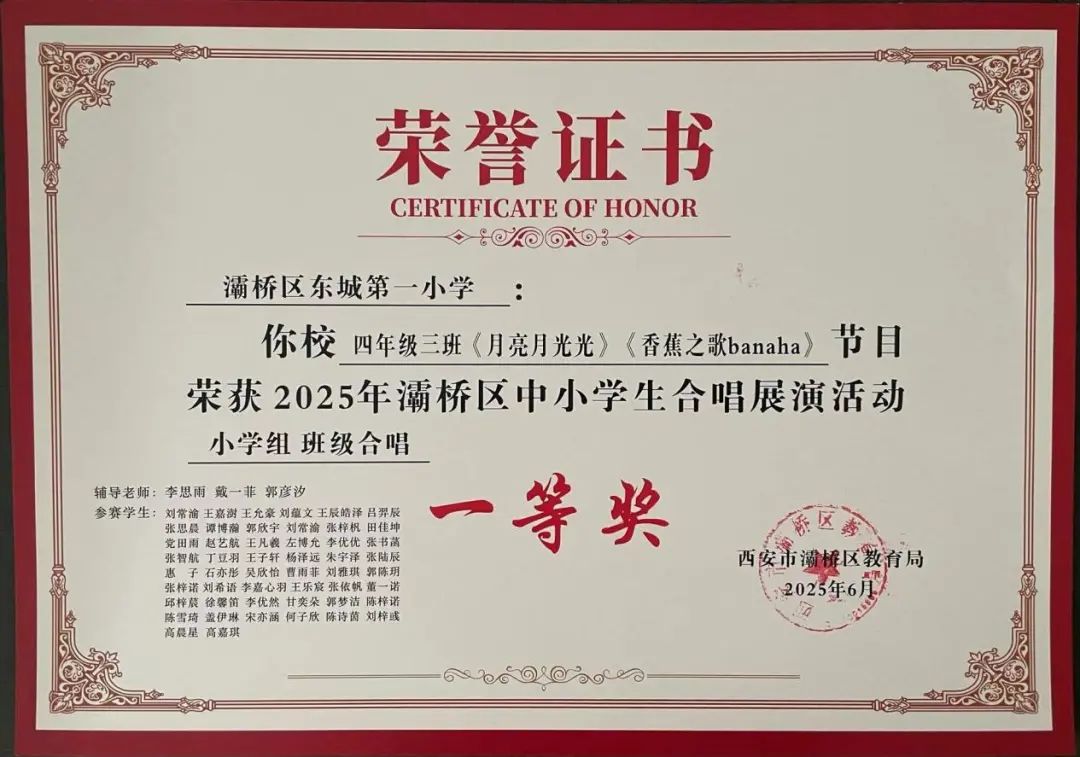 荣誉证书
CERTIFICATE OF HONOR
灞桥区东城第一小学：
你校 四年级三班《月亮月光光》《香蕉之歌banaha》 节目
荣获 2025年灞桥区中小学生合唱展演活动
小学组 班级合唱
一等奖
辅导老师：李思雨 戴一菲 郭彦汐
参赛学生：刘常渝 王嘉澍 王允豪 刘蕴文 王辰皓泽 吕羿辰
张思晨 谭博瀚 郭欣宇 刘常渝 张梓枫 田佳坤
党田雨 赵艺航 王凡羲 左博允 李优优 张书菡
张智航 丁豆羽 王子轩 杨泽远 朱宇泽 张陆辰
惠子 石亦彤 吴欣怡 曹雨菲 刘雅琪 郭陈玥
张梓诺 刘希语 李嘉心羽 王乐宸 张依帆 董一诺
邱梓莀 徐馨笛 李优然 甘奕朵 郭梦洁 陈梓诺
陈雪琦 盖伊琳 宋亦涵 何子欣 陈诗茵 刘梓彧
高晨星 高嘉琪
西安市灞桥区教育局
2025年6月